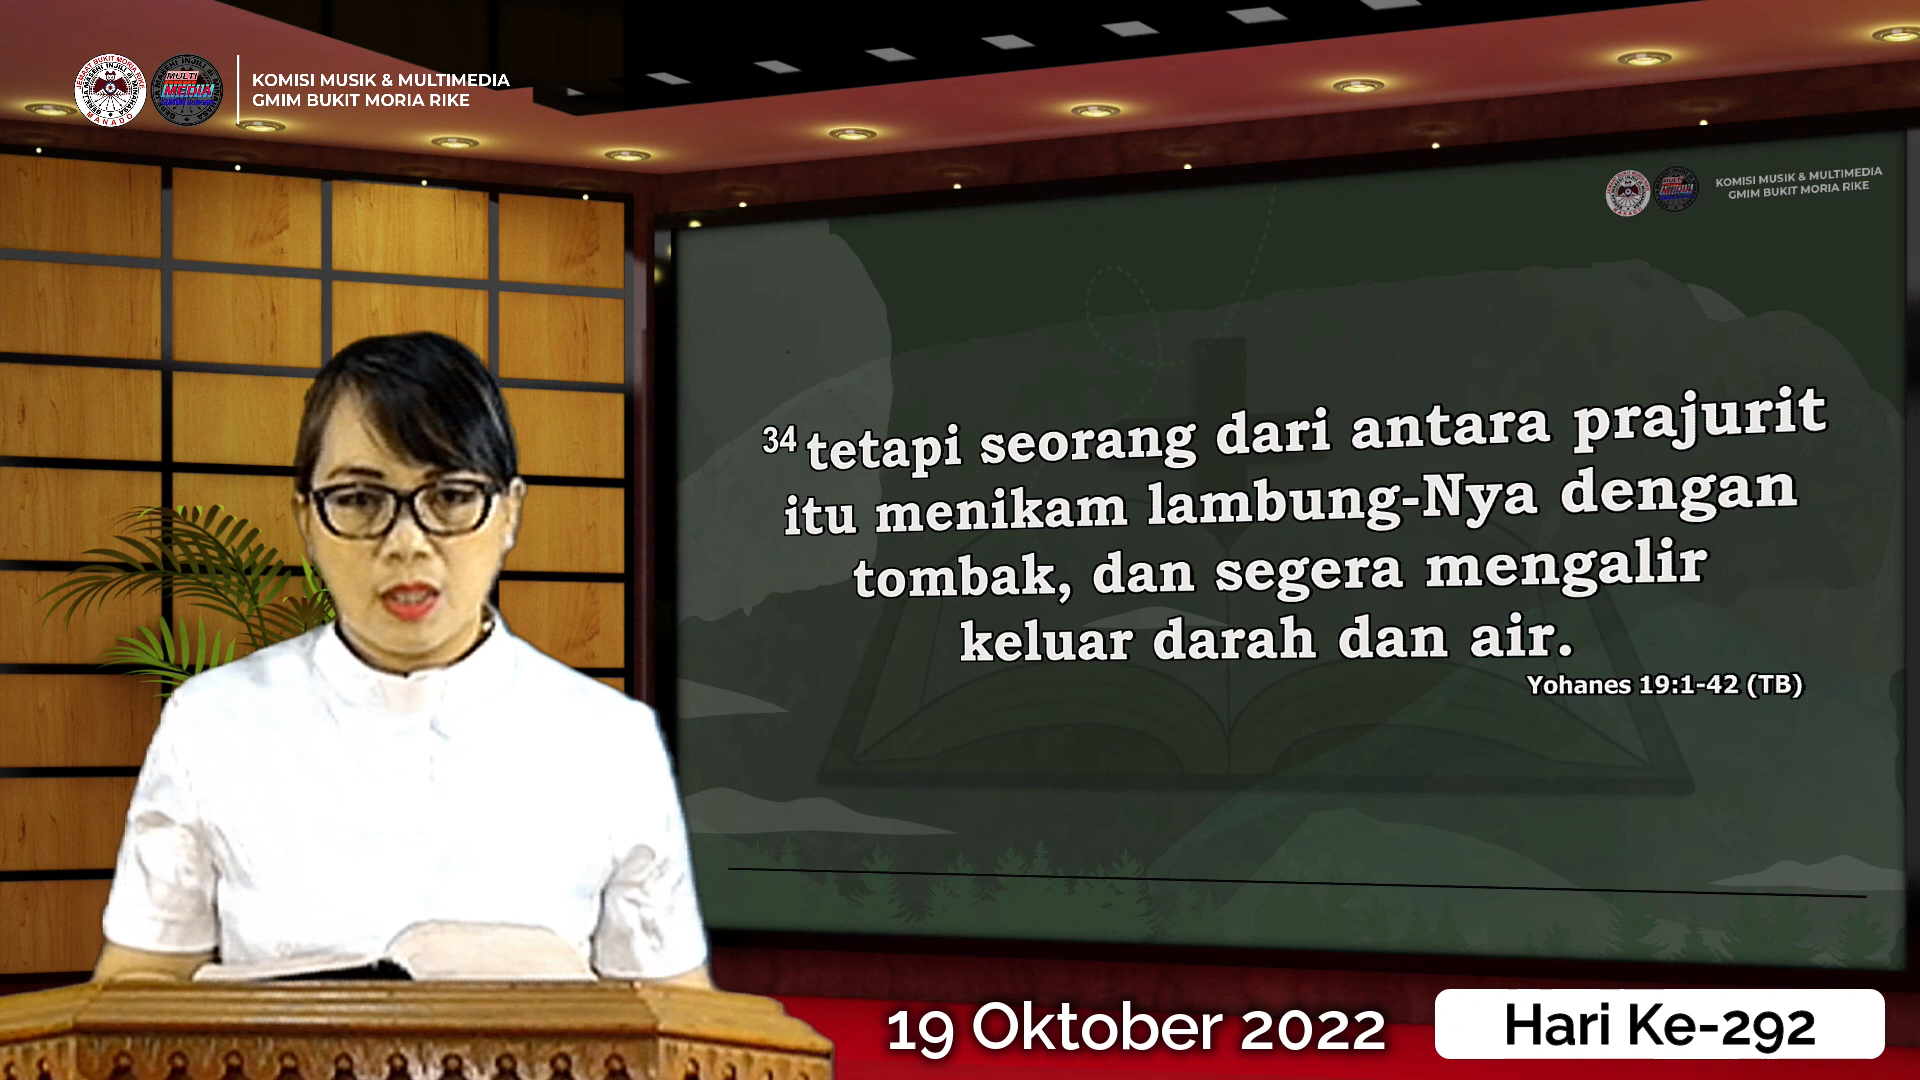 KOMISI MUSIK & MULTIMEDIA
GMIM BUKIT MORIA RIKE
MULTI
MEDIA
KOMISI MUSIK & MULTIMEDIA
GMIM BUKIT MORIA RIKE
34 tetapi seorang dari antara prajurit
itu menikam lambung-Nya dengan
tombak, dan segera mengalir
keluar darah dan air.
Yohanes 19:1-42 (TB)
19 Oktober 2022
Hari Ke-292